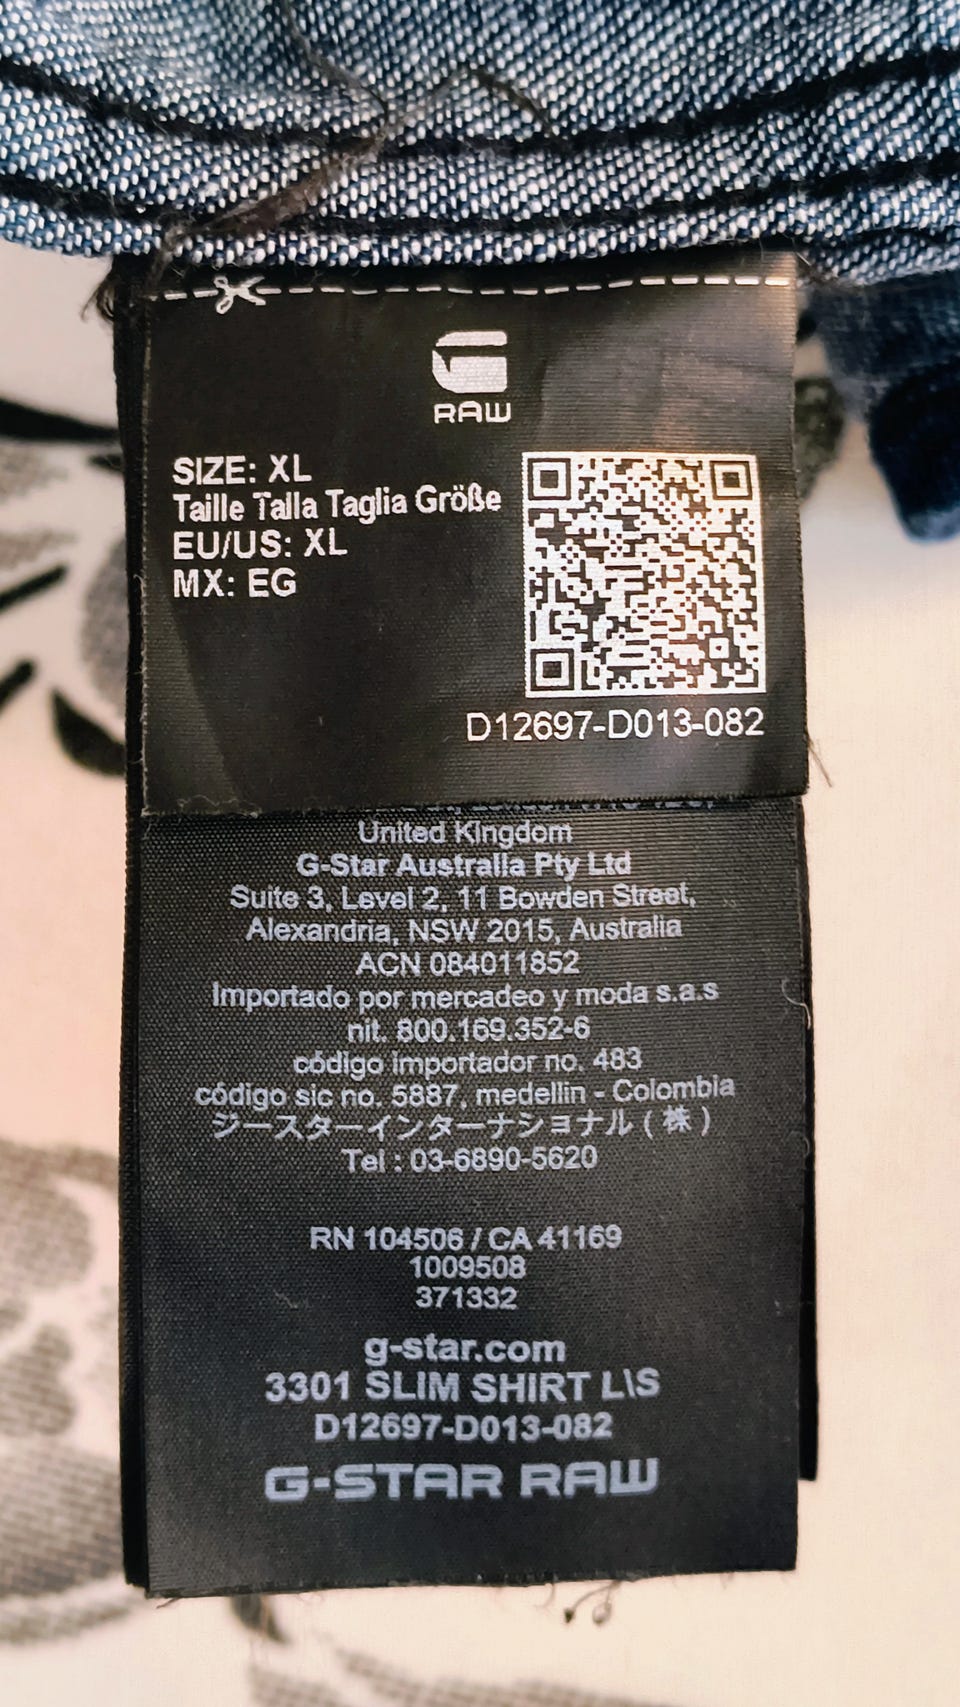 RAW
SIZE: XL
Taille Talla Taglia Größe
EU/US: XL
MX: EG
D12697-D013-082
United Kingdom
G-Star Australia Pty Ltd
Suite 3, Level 2, 11 Bowden Street,
Alexandria, NSW 2015, Australia
ACN 084011852
Importado por mercadeo y moda s.a.s
nit. 800.169.352-6
código importador no. 483
código sic no. 5887, medellin - Colombia
ジースターインターナショナル ( 株 )
Tel : 03-6890-5620
RN 104506 / CA 41169
1009508
371332
g-star.com
3301 SLIM SHIRT L\S
D12697-D013-082
G-STAR RAW